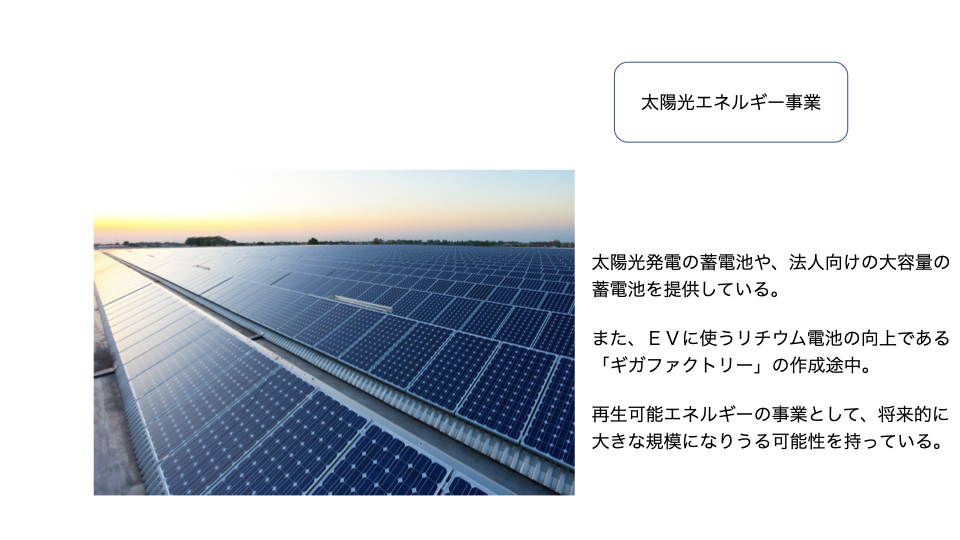 太陽光エネルギー事業
太陽光発電の蓄電池や、法人向けの大容量の
蓄電池を提供している。
また、ＥＶに使うリチウム電池の向上である
「ギガファクトリー」の作成途中。
再生可能エネルギーの事業として、将来的に
大きな規模になりうる可能性を持っている。